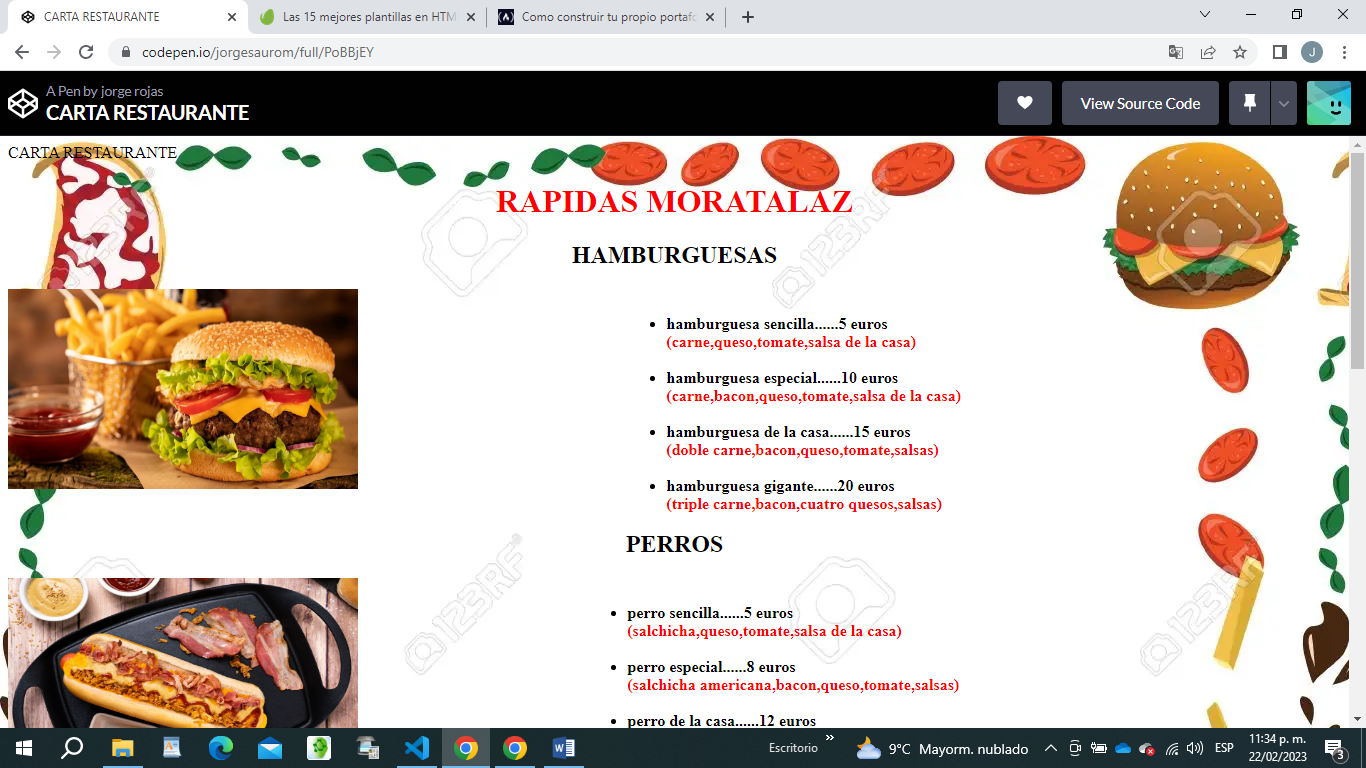 CARTA RESTAURANTE
Las 15 mejores plantillas en HTM
Como construir tu propio portafo
codepen.io/jorgesaurom/full/PoBBjEY
J
A Pen by jorge rojas
CARTA RESTAURANTE
View Source Code
CARTA RESTAURANTE
RAPIDAS MORATALAZ
HAMBURGUESAS
hamburguesa sencilla......5 euros
(carne,queso,tomate,salsa de la casa)
hamburguesa especial......10 euros
(carne,bacon,queso,tomate,salsa de la casa)
hamburguesa de la casa......15 euros
(doble carne,bacon,queso,tomate,salsas)
hamburguesa gigante......20 euros
(triple carne,bacon,cuatro quesos,salsas)
PERROS
perro sencilla......5 euros
(salchicha,queso,tomate,salsa de la casa)
perro especial......8 euros
(salchicha americana,bacon,queso,tomate,salsas)
perro de la casa......12 euros
123RF®
123RF
123RF®
123RF
Escritorio
9°C Mayorm. nublado
ESP
11:34 p. m.
22/02/2023
3